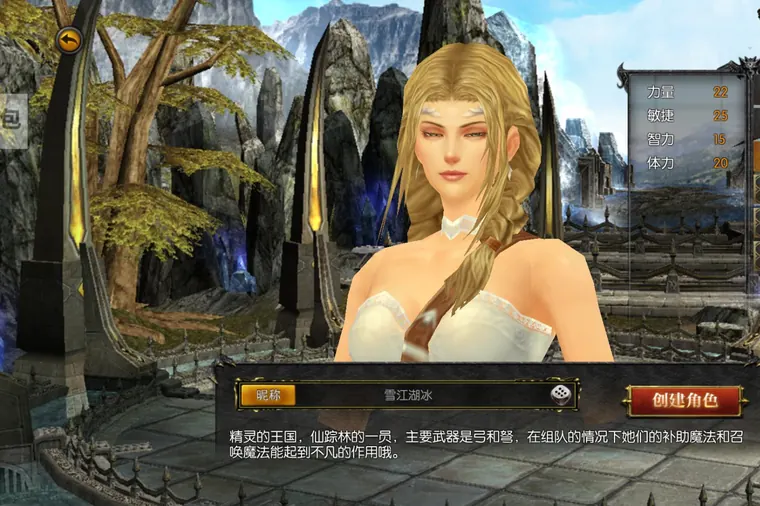 包
力量 22
敏捷 25
智力 15
体力 20
昵称 雪江湖冰
创建角色
精灵的王国，仙踪林的一员，主要武器是弓和弩，在组队的情况下她们的补助魔法和召
唤魔法能起到不凡的作用哦。